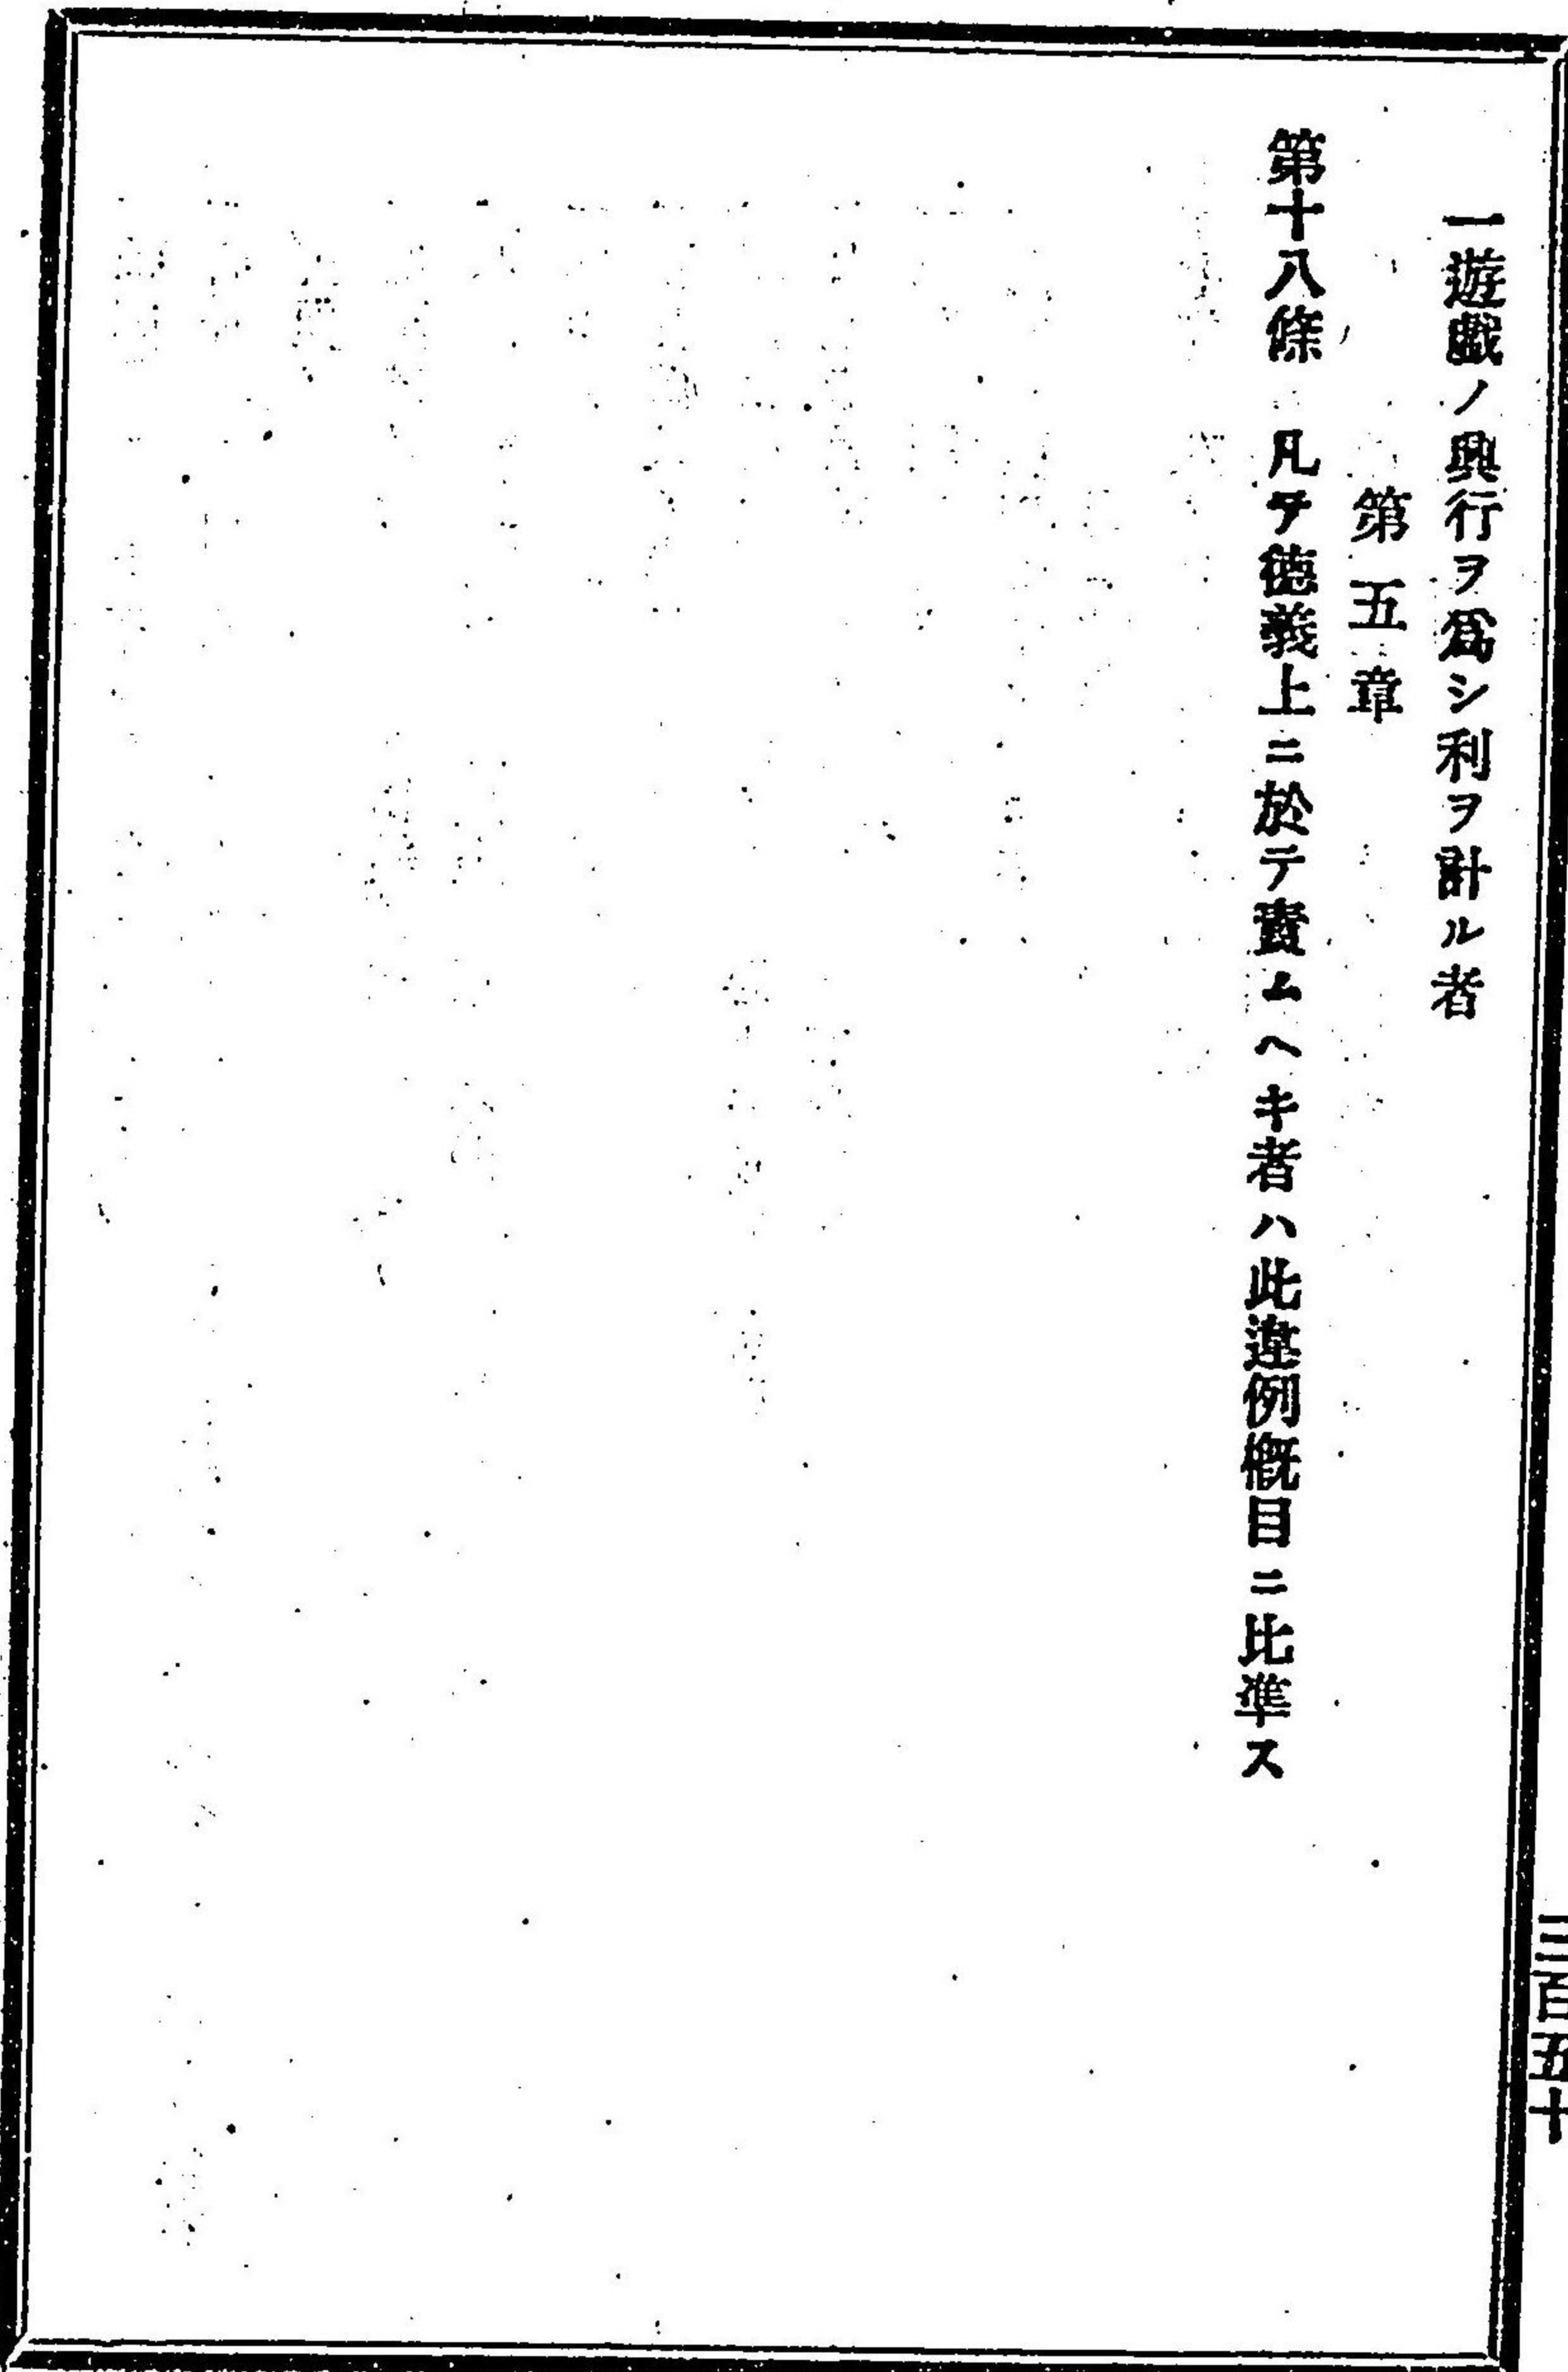 一遊戯ノ興行ヲ爲シ利ヲ計ル者
第五章
第十八條 凡テ德義上ニ於テ責ムヘキ者ハ此違例概目ニ比準ス
三百五十